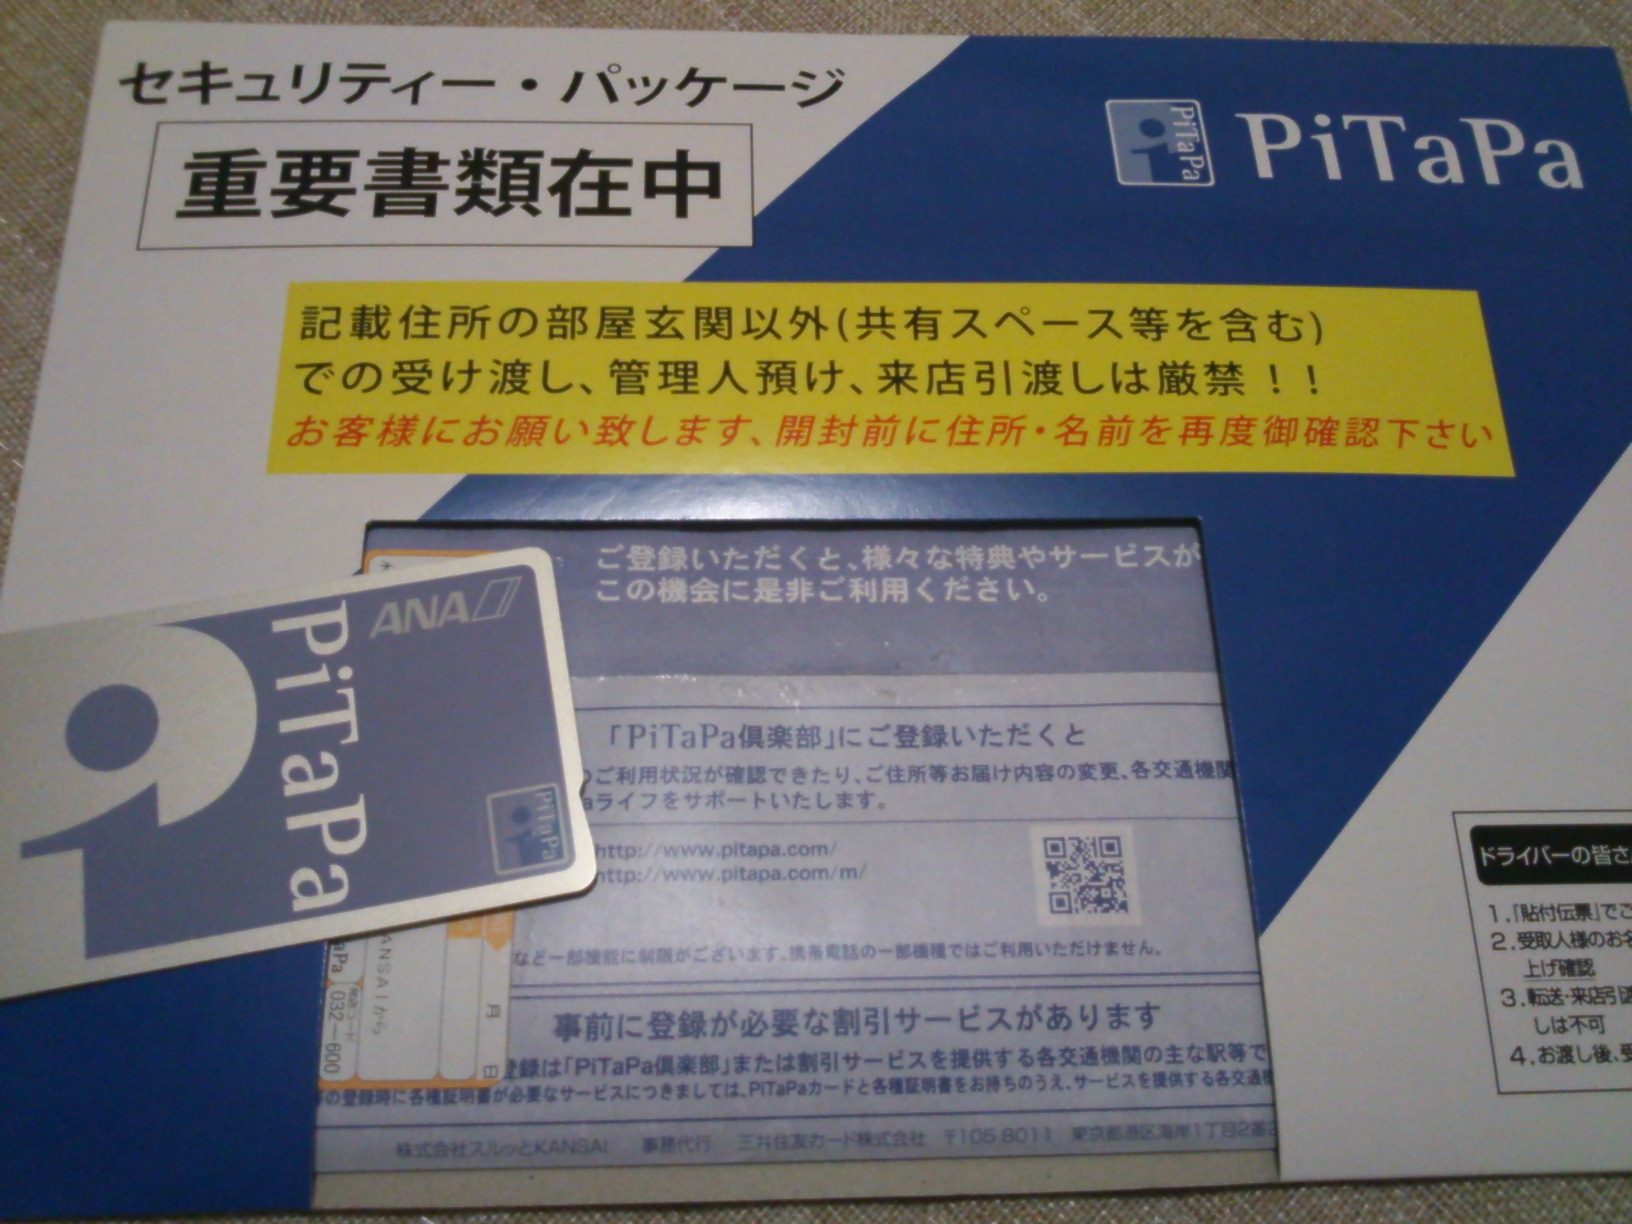 セキュリティー・パッケージ
重要書類在中
PiTaPa
PiTaPa
記載住所の部屋玄関以外(共有スペース等を含む)
での受け渡し、管理人預け、来店引渡しは厳禁！！
お客様にお願い致します、開封前に住所・名前を再度御確認下さい
ANA
PiTaPa
PiTaPa
ご登録いただくと、様々な特典やサービスが
この機会に是非ご利用ください。
「PiTaPa倶楽部」にご登録いただくと
ご利用状況が確認できたり、ご住所等お届け内容の変更、各交通機関
aライフをサポートいたします。
http://www.pitapa.com/
http://www.pitapa.com/m/
など一部機能に制限がございます。携帯電話の一部機種ではご利用いただけません。
事前に登録が必要な割引サービスがあります
登録は「PiTaPa倶楽部」または割引サービスを提供する各交通機関の主な駅等で
の登録時に各種証明書が必要なサービスにつきましては、PiTaPaカードと各種証明書をお持ちのうえ、サービスを提供する各交通機
株式会社スルッとKANSAI 事務代行 三井住友カード株式会社 〒105 8011 東京都港区海岸1丁目2番2
aPa
032-600
ANSAIから
月 日
ドライバーの皆さ
1.「貼付伝票」でご
2.受取人様のお名
上げ確認
3.転送・来店引渡
しは不可
4.お渡し後、受